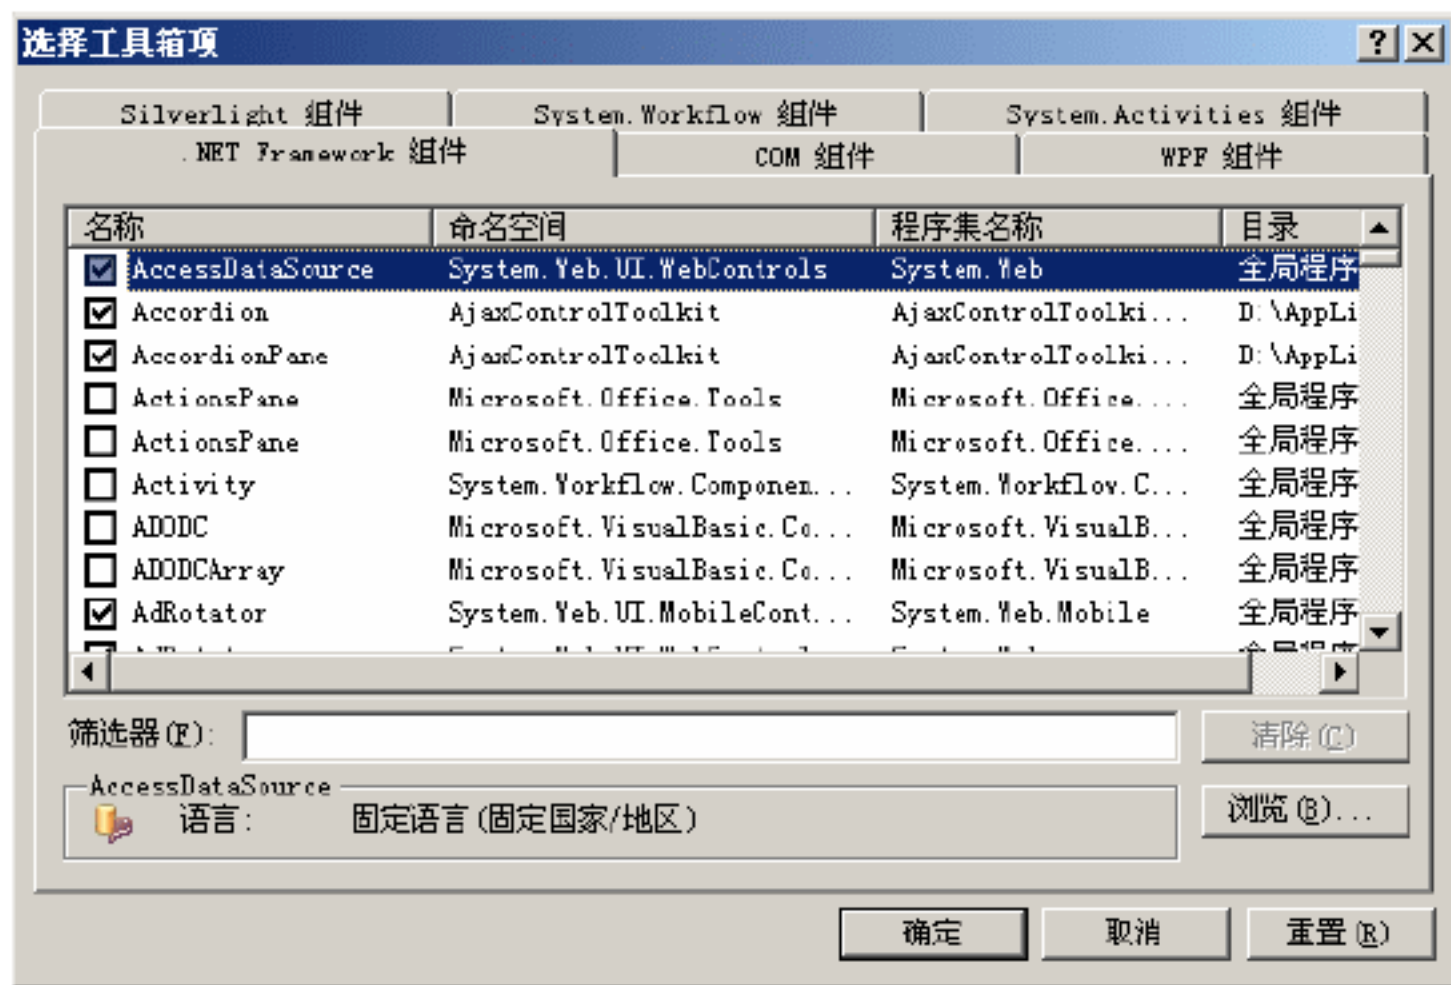 选择工具箱项
Silverlight 组件 System.Workflow 组件 System.Activities 组件
.NET Framework 组件 COM 组件 WPF 组件
名称 命名空间 程序集名称 目录
AccessDataSource System.Web.UI.WebControls System.Web 全局程序
Accordion AjaxControlToolkit AjaxControlToolki... D:\AppLi
AccordionPane AjaxControlToolkit AjaxControlToolki... D:\AppLi
ActionsPane Microsoft.Office.Tools Microsoft.Office.... 全局程序
ActionsPane Microsoft.Office.Tools Microsoft.Office.... 全局程序
Activity System.Workflow.Componen... System.Workflow.C... 全局程序
ADODC Microsoft.VisualBasic.Co... Microsoft.VisualB... 全局程序
ADODCArray Microsoft.VisualBasic.Co... Microsoft.VisualB... 全局程序
AdRotator System.Web.UI.MobileCont... System.Web.Mobile 全局程序
筛选器(F): 清除(C)
AccessDataSource
语言: 固定语言(固定国家/地区) 浏览(B)...
确定 取消 重置(R)